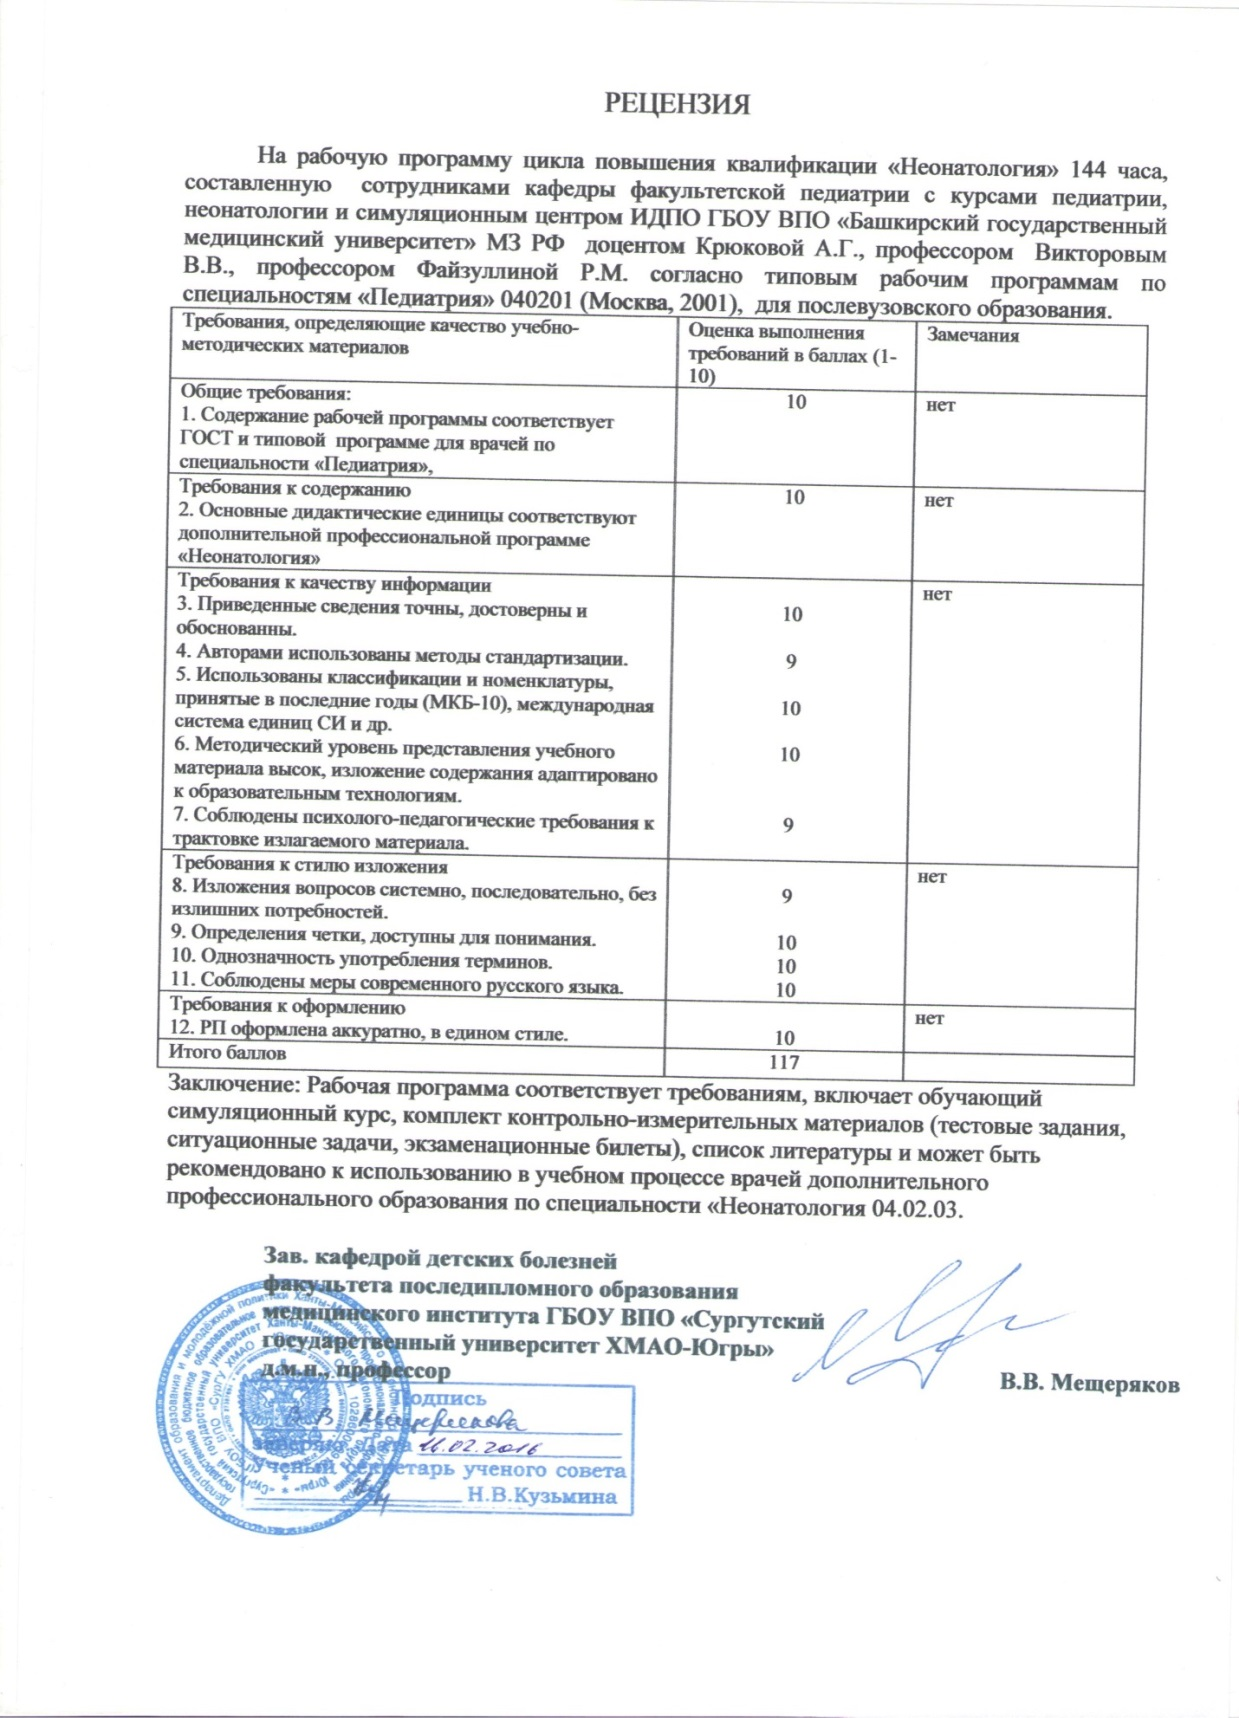 РЕЦЕНЗИЯ
На рабочую программу цикла повышения квалификации «Неонатология» 144 часа,
составленную сотрудниками кафедры факультетской педиатрии с курсами педиатрии,
неонатологии и симуляционным центром ИДПО ГБОУ ВПО «Башкирский государственный
медицинский университет» МЗ РФ доцентом Крюковой А.Г., профессором Викторовым
В.В., профессором Файзуллиной Р.М. согласно типовым рабочим программам по
специальностям «Педиатрия» 040201 (Москва, 2001), для послевузовского образования.
Требования, определяющие качество учебно-
методических материалов
Оценка выполнения
требований в баллах (1-
10)
Замечания
Общие требования:
1. Содержание рабочей программы соответствует
ГОСТ и типовой программе для врачей по
специальности «Педиатрия»,
10
нет
Требования к содержанию
2. Основные дидактические единицы соответствуют
дополнительной профессиональной программе
«Неонатология»
10
нет
Требования к качеству информации
3. Приведенные сведения точны, достоверны и
обоснованны.
4. Авторами использованы методы стандартизации.
5. Использованы классификации и номенклатуры,
принятые в последние годы (МКБ-10), международная
система единиц СИ и др.
6. Методический уровень представления учебного
материала высок, изложение содержания адаптировано
к образовательным технологиям.
7. Соблюдены психолого-педагогические требования к
трактовке излагаемого материала.
10
9
10
10
9
нет
Требования к стилю изложения
8. Изложения вопросов системно, последовательно, без
излишних потребностей.
9. Определения четки, доступны для понимания.
10. Однозначность употребления терминов.
11. Соблюдены меры современного русского языка.
9
10
10
10
нет
Требования к оформлению
12. РП оформлена аккуратно, в едином стиле.
10
нет
Итого баллов
117
Заключение: Рабочая программа соответствует требованиям, включает обучающий
симуляционный курс, комплект контрольно-измерительных материалов (тестовые задания,
ситуационные задачи, экзаменационные билеты), список литературы и может быть
рекомендовано к использованию в учебном процессе врачей дополнительного
профессионального образования по специальности «Неонатология 04.02.03.
Зав. кафедрой детских болезней
факультета последипломного образования
медицинского института ГБОУ ВПО «Сургутский
государственный университет ХМАО-Югры»
д.м.н., профессор
В.В. Мещеряков
Подпись
В В Мещерякова
заверяю Дата 16.02.2016
Ученый секретарь ученого совета
Н.В.Кузьмина